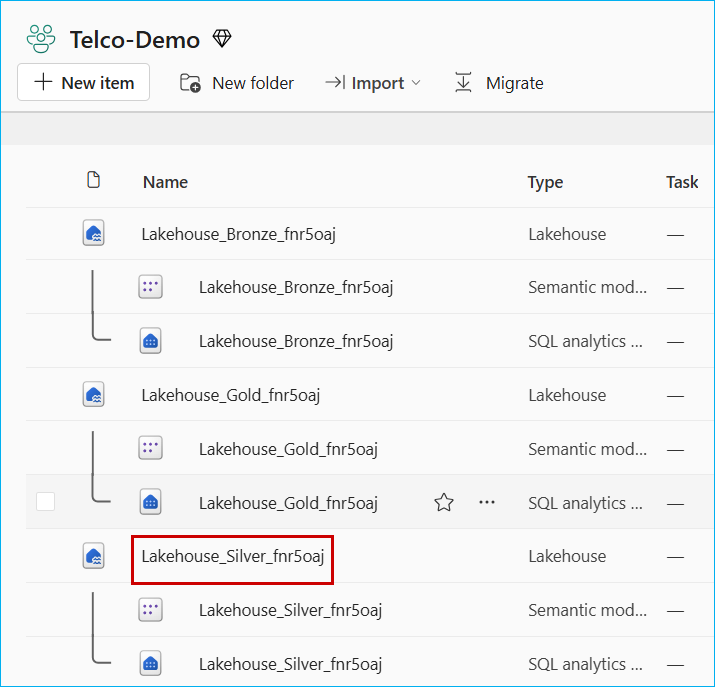 Telco-Demo
New item New folder Import Migrate
Name Type Task
Lakehouse_Bronze_fnr5oaj Lakehouse —
Lakehouse_Bronze_fnr5oaj Semantic mod... —
Lakehouse_Bronze_fnr5oaj SQL analytics ... —
Lakehouse_Gold_fnr5oaj Lakehouse —
Lakehouse_Gold_fnr5oaj Semantic mod... —
Lakehouse_Gold_fnr5oaj SQL analytics ... —
Lakehouse_Silver_fnr5oaj Lakehouse —
Lakehouse_Silver_fnr5oaj Semantic mod... —
Lakehouse_Silver_fnr5oaj SQL analytics ... —